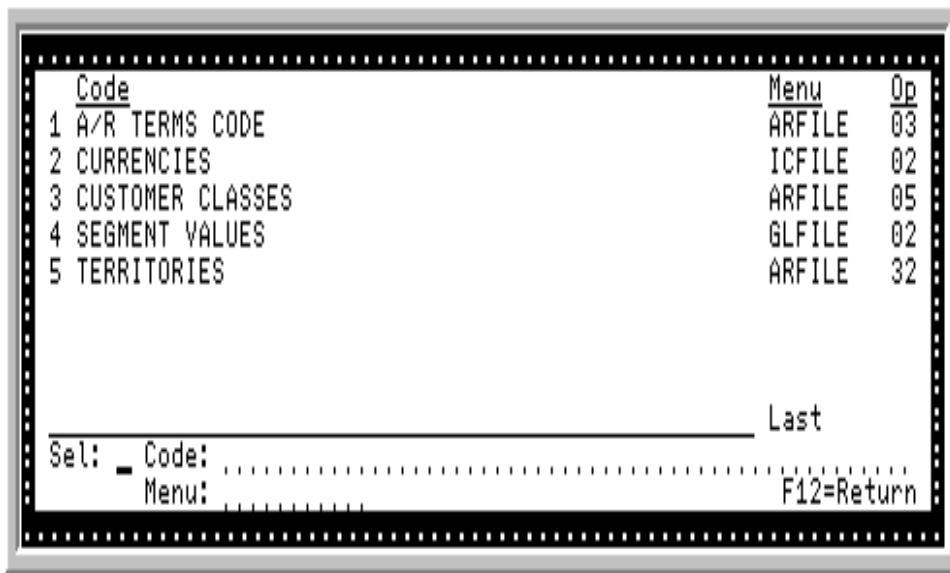 Code Menu Op
1 A/R TERMS CODE ARFILE 03
2 CURRENCIES ICFILE 02
3 CUSTOMER CLASSES ARFILE 05
4 SEGMENT VALUES GLFILE 02
5 TERRITORIES ARFILE 32
Last
Sel: _ Code:
Menu: F12=Return